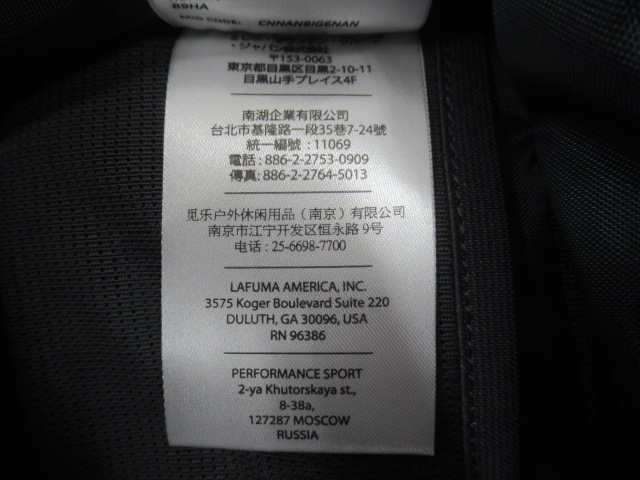 B9HA
MID CODE: CNNANBIG6NAN
・ジャパン株式会社
〒153-0063
東京都目黒区目黒2-10-11
目黒山手プレイス4F
南湖企業有限公司
台北市基隆路一段35巷7-24號
統一編號 : 11069
電話 : 886-2-2753-0909
傳真: 886-2-2764-5013
觅乐户外休闲用品（南京）有限公司
南京市江宁开发区恒永路 9号
电话 : 25-6698-7700
LAFUMA AMERICA, INC.
3575 Koger Boulevard Suite 220
DULUTH, GA 30096, USA
RN 96386
PERFORMANCE SPORT
2-ya Khutorskaya st.,
8-38a,
127287 MOSCOW
RUSSIA